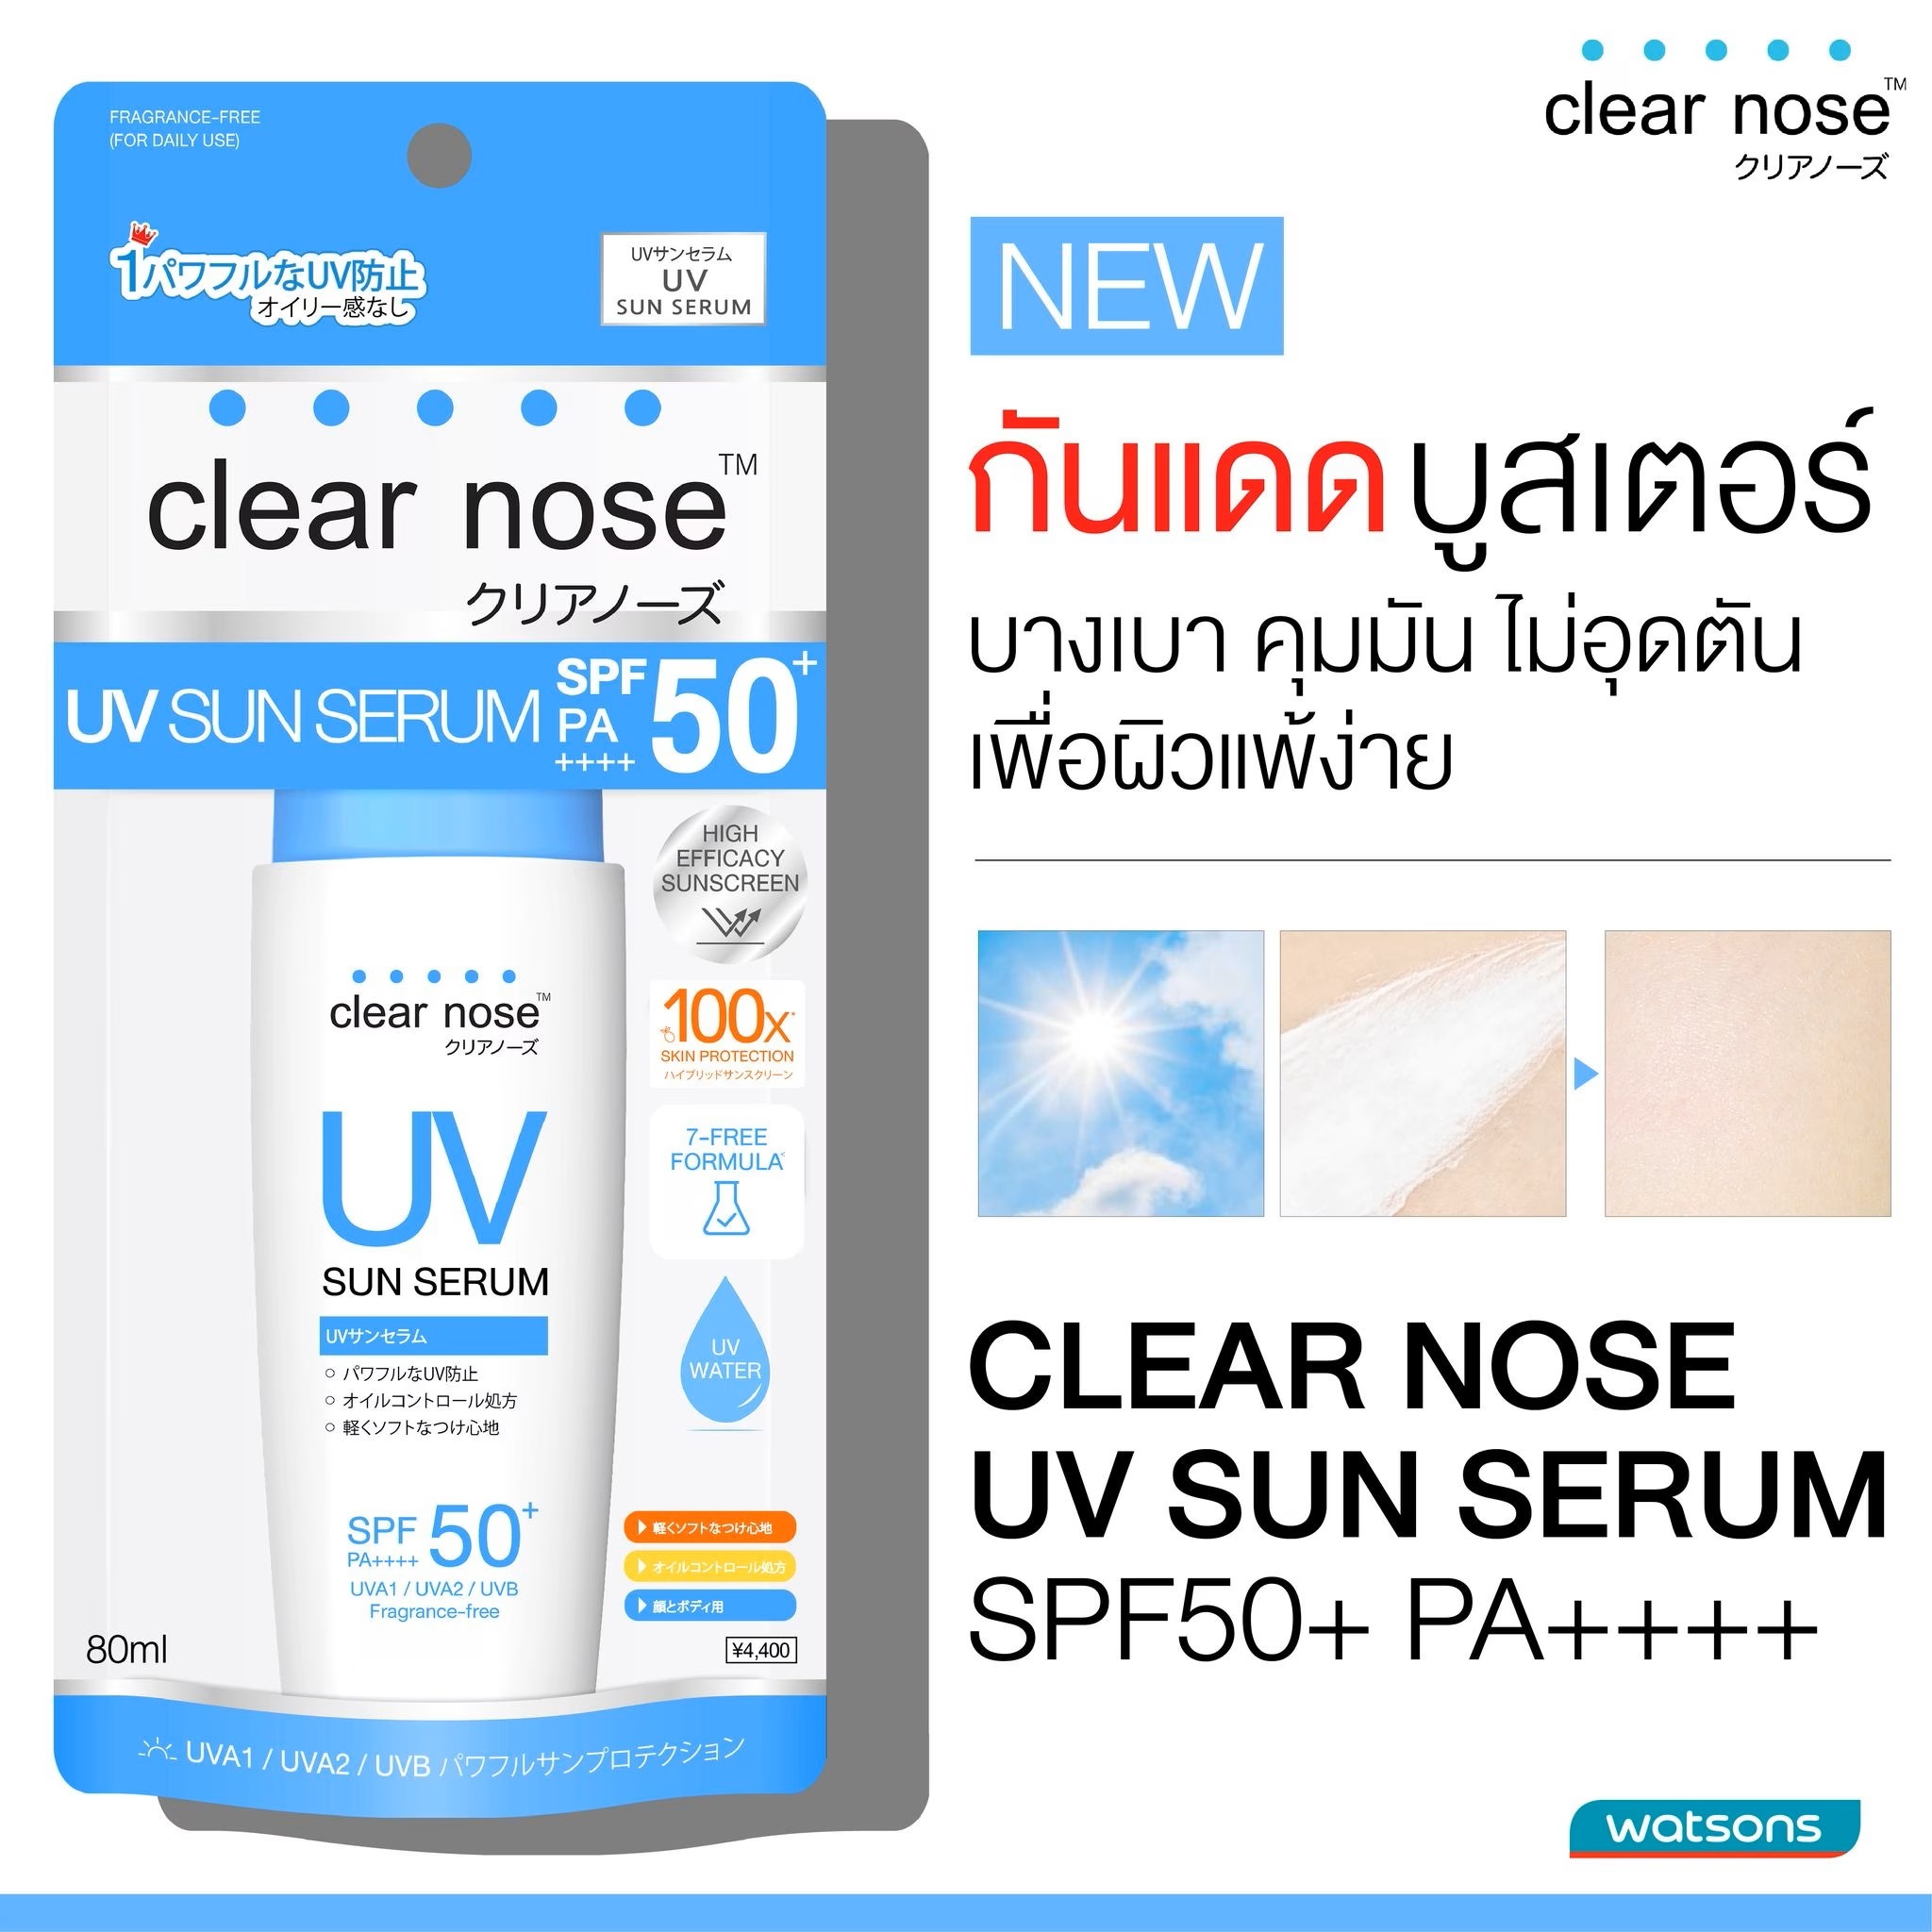 clear nose™
クリアノーズ
NEW
กันแดดบูสเตอร์
บางเบา คุมมัน ไม่อุดตัน
เพื่อผิวแพ้ง่าย
CLEAR NOSE
UV SUN SERUM
SPF50+ PA++++
watsons
FRAGRANCE-FREE
(FOR DAILY USE)
1パワフルなUV防止
オイリー感なし
UVサンセラム
UV
SUN SERUM
clear nose™
クリアノーズ
UV SUN SERUM SPF 50+
PA
++++
HIGH
EFFICACY
SUNSCREEN
100x*
SKIN PROTECTION
ハイブリッドサンスクリーン
7-FREE
FORMULA
UV
WATER
軽くソフトなつけ心地
オイルコントロール処方
顔とボディ用
¥4,400
clear nose™
クリアノーズ
UV
SUN SERUM
UVサンセラム
パワフルなUV防止
オイルコントロール処方
軽くソフトなつけ心地
SPF 50+
PA++++
UVA1 / UVA2 / UVB
Fragrance-free
80ml
UVA1 / UVA2 / UVB パワフルサンプロテクション